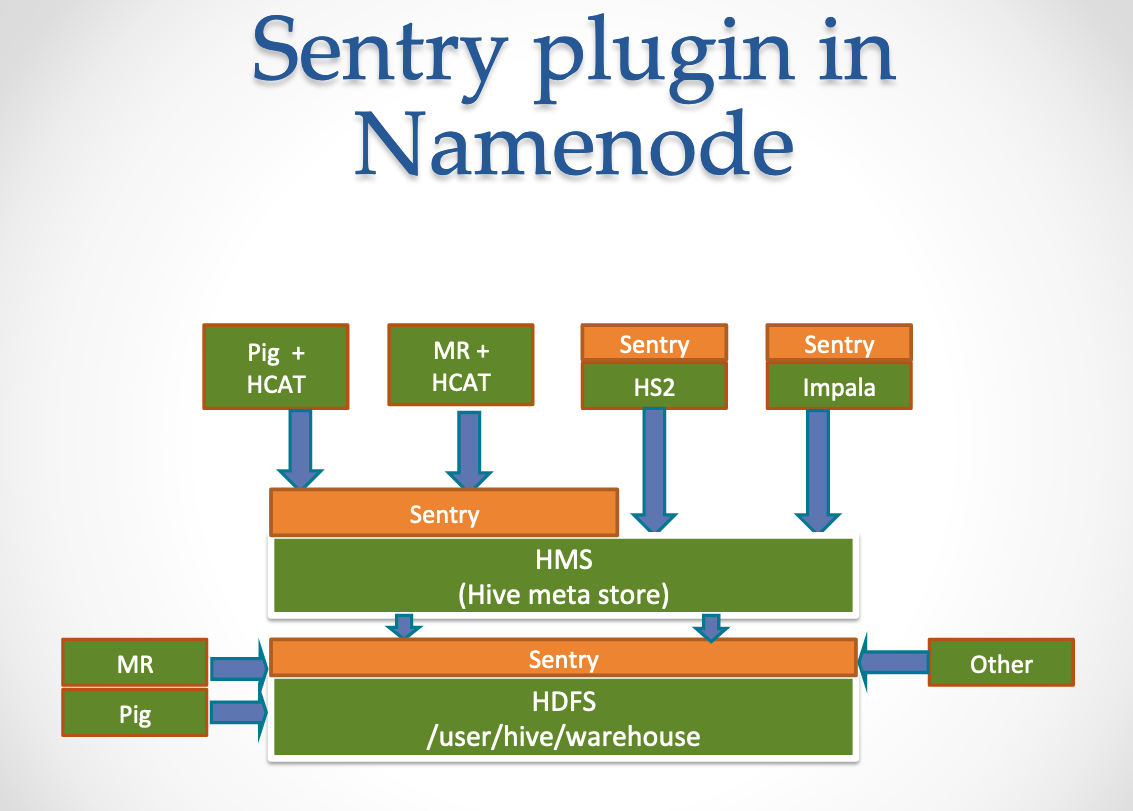 Sentry plugin in
Namenode
Pig +
HCAT
MR +
HCAT
Sentry
HS2
Sentry
Impala
Sentry
HMS
(Hive meta store)
MR
Pig
Sentry
HDFS
/user/hive/warehouse
Other